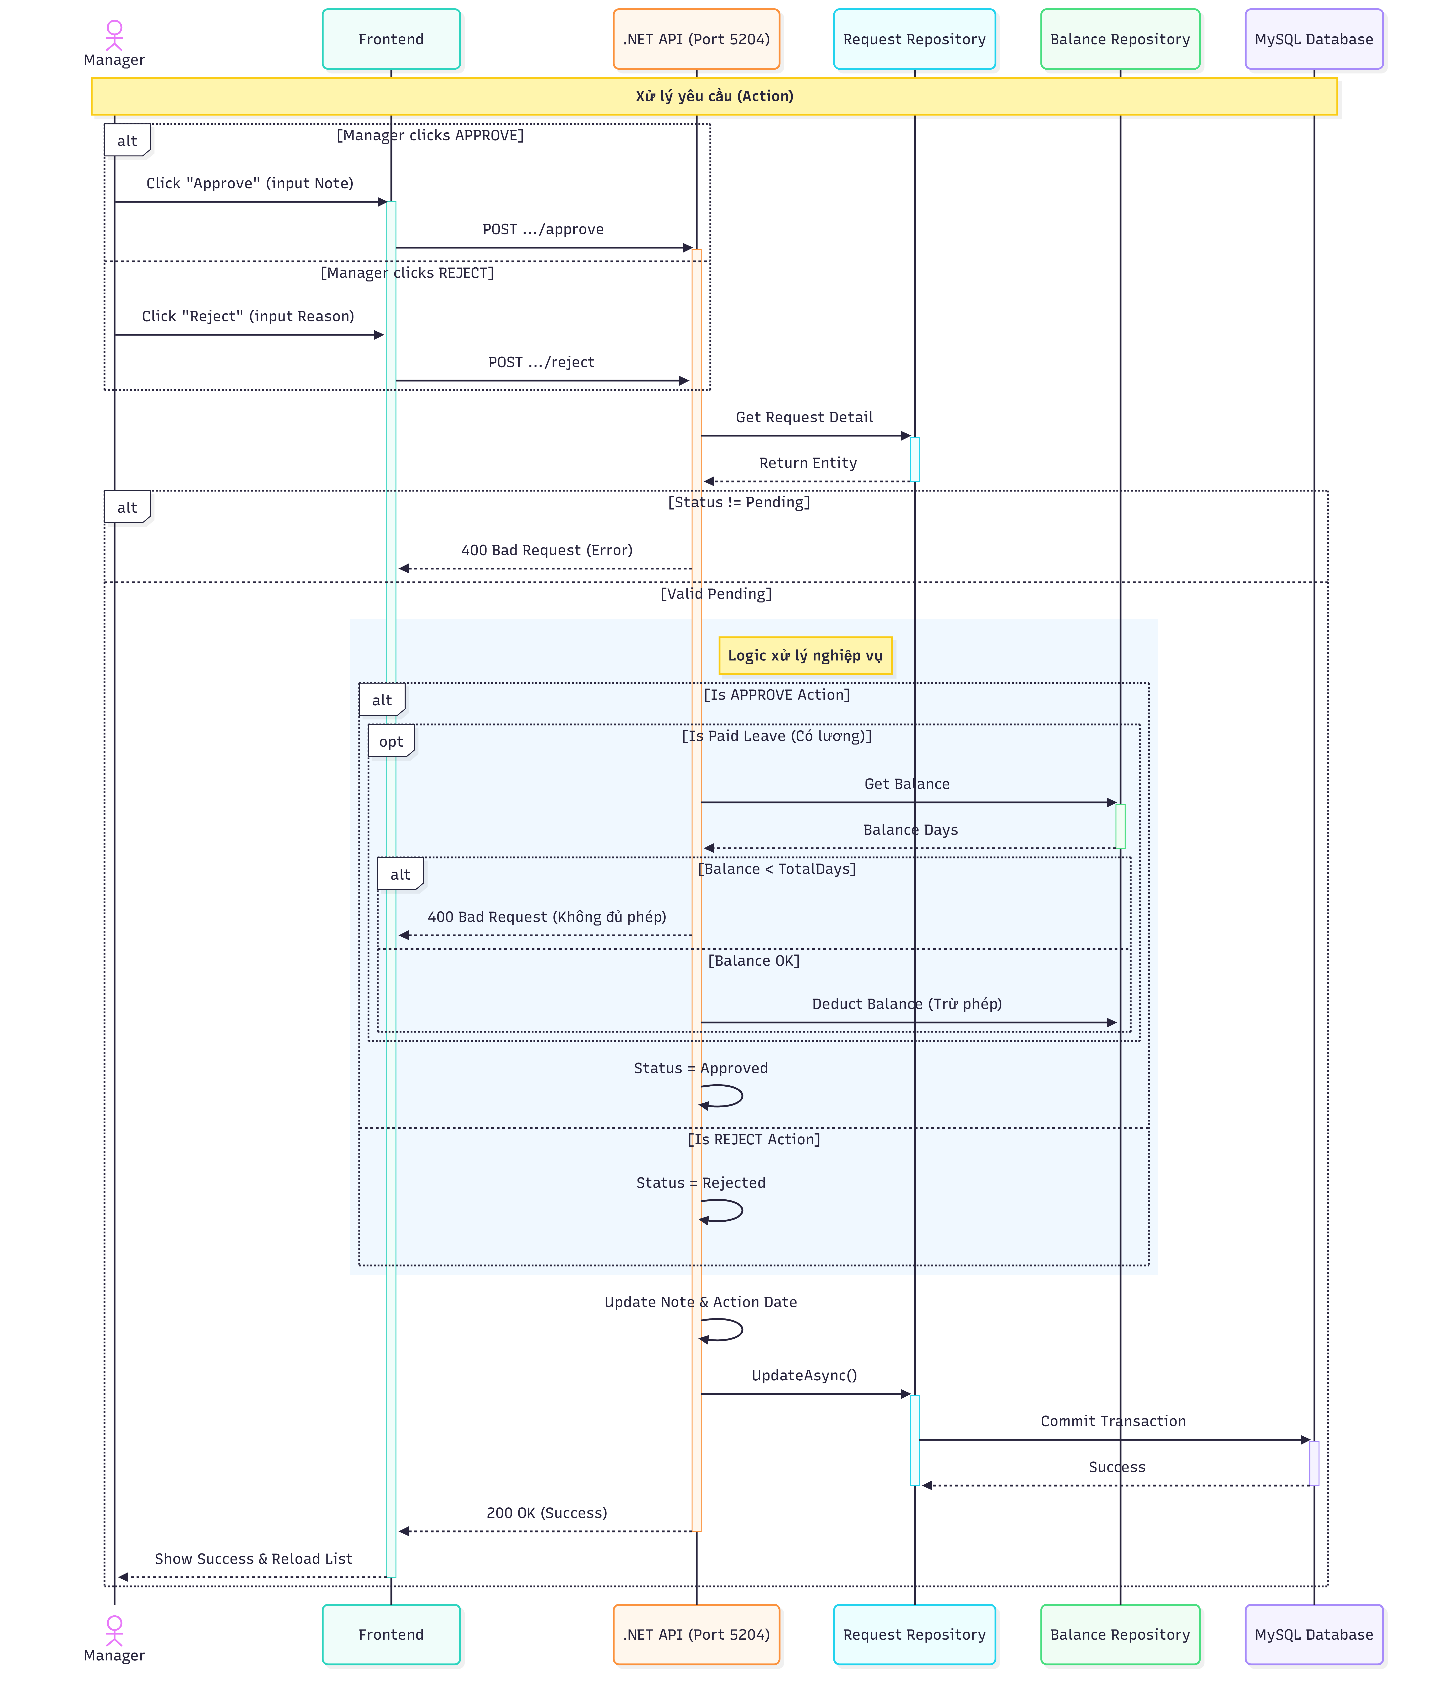 Manager
Frontend
.NET API (Port 5204)
Request Repository
Balance Repository
MySQL Database
Xử lý yêu cầu (Action)
alt
[Manager clicks APPROVE]
Click "Approve" (input Note)
POST .../approve
[Manager clicks REJECT]
Click "Reject" (input Reason)
POST .../reject
Get Request Detail
Return Entity
alt
[Status != Pending]
400 Bad Request (Error)
[Valid Pending]
Logic xử lý nghiệp vụ
alt
[Is APPROVE Action]
opt
[Is Paid Leave (Có lương)]
Get Balance
Balance Days
alt
[Balance < TotalDays]
400 Bad Request (Không đủ phép)
[Balance OK]
Deduct Balance (Trừ phép)
Status = Approved
[Is REJECT Action]
Status = Rejected
Update Note & Action Date
UpdateAsync()
Commit Transaction
Success
200 OK (Success)
Show Success & Reload List
Manager
Frontend
.NET API (Port 5204)
Request Repository
Balance Repository
MySQL Database